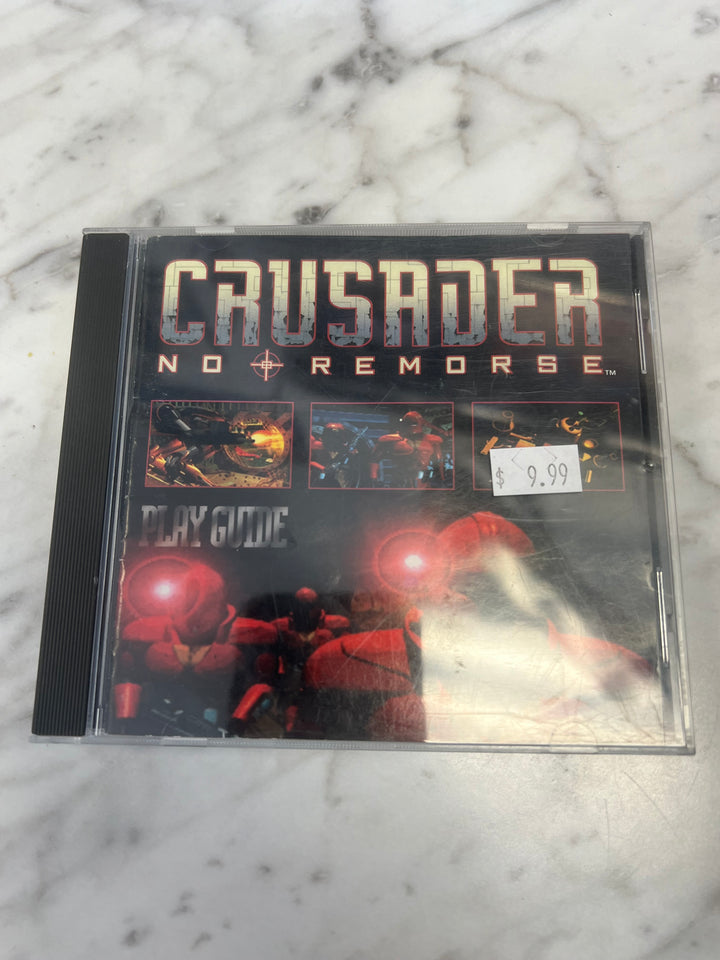 CRUSADER
NO REMORSE™
$ 9.99
PLAY GUIDE